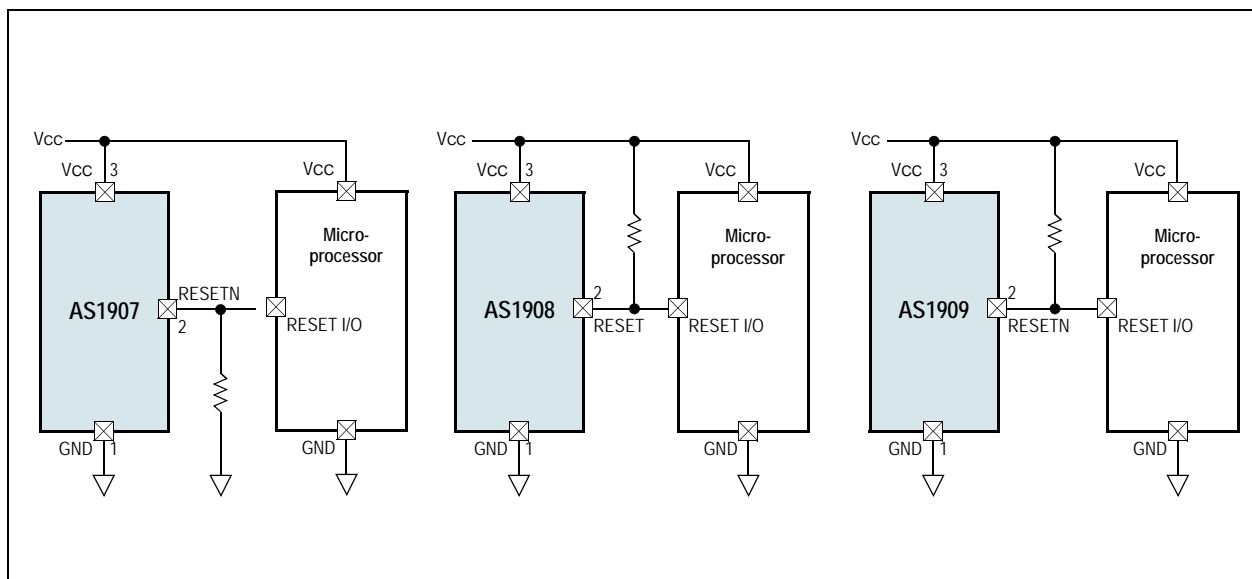 Vcc
Vcc 3
Vcc
AS1907
RESETN
2
Micro-
processor
RESET I/O
GND 1
GND
Vcc
Vcc 3
Vcc
AS1908
2
RESET
Micro-
processor
RESET I/O
GND 1
GND
Vcc
Vcc 3
Vcc
AS1909
2
RESETN
Micro-
processor
RESET I/O
GND 1
GND